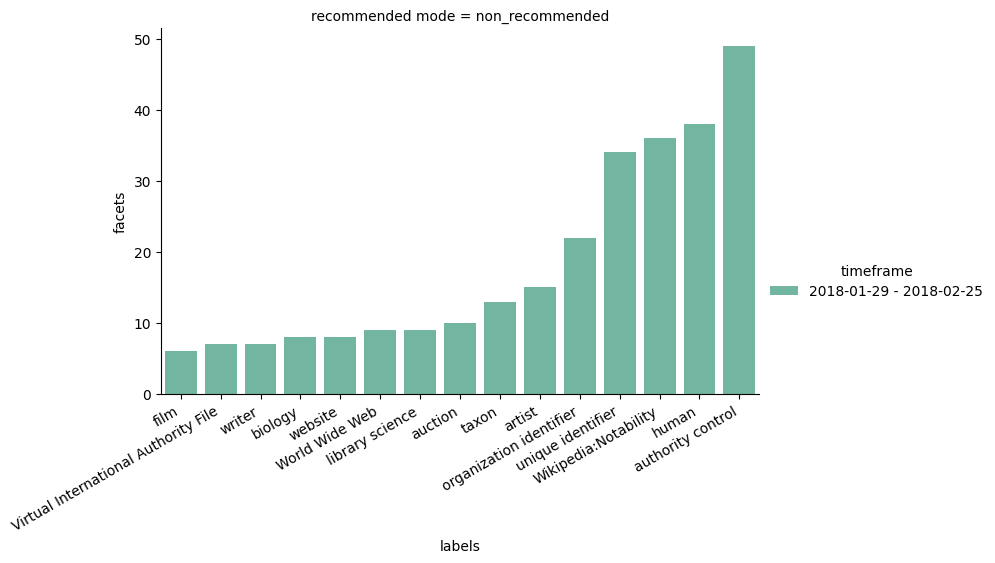 recommended mode = non_recommended
facets
50
40
30
20
10
0
film
Virtual International Authority File
writer
biology
website
World Wide Web
library science
auction
taxon
artist
organization identifier
unique identifier
Wikipedia:Notability
human
authority control
labels
timeframe
2018-01-29 - 2018-02-25